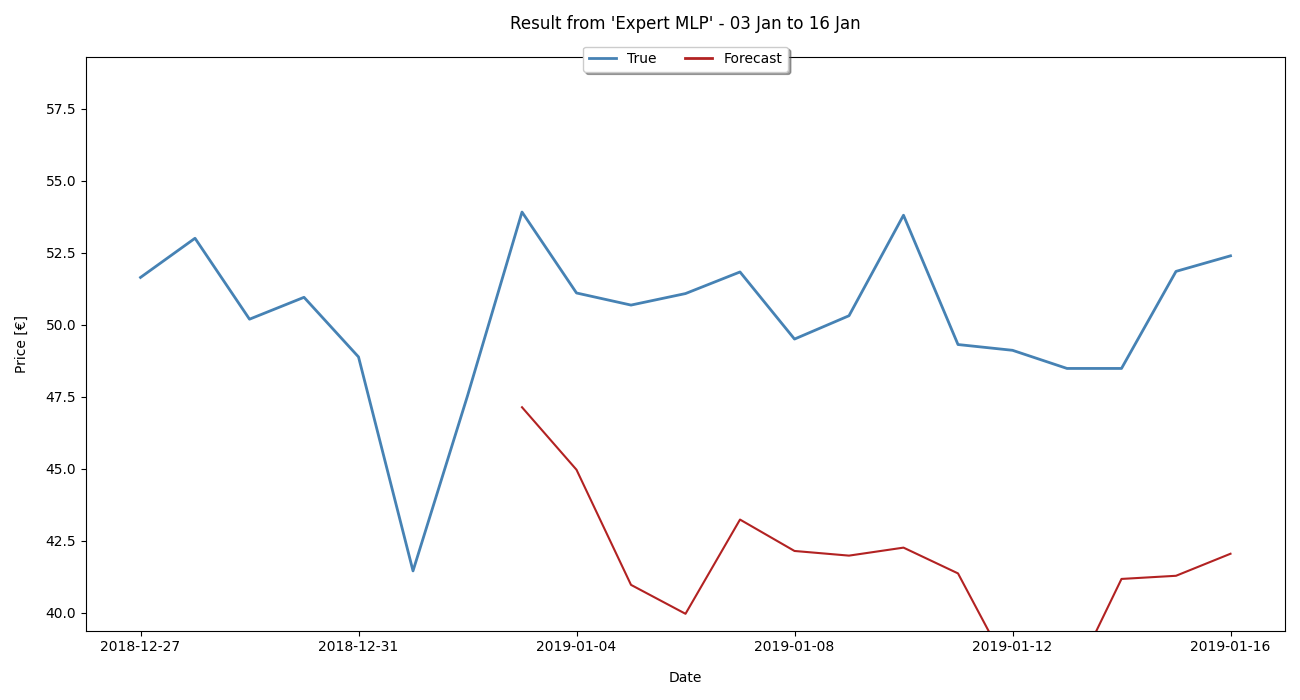 Result from 'Expert MLP' - 03 Jan to 16 Jan
True Forecast
57.5
55.0
52.5
50.0
47.5
45.0
42.5
40.0
Price [€]
2018-12-27 2018-12-31 2019-01-04 2019-01-08 2019-01-12 2019-01-16
Date